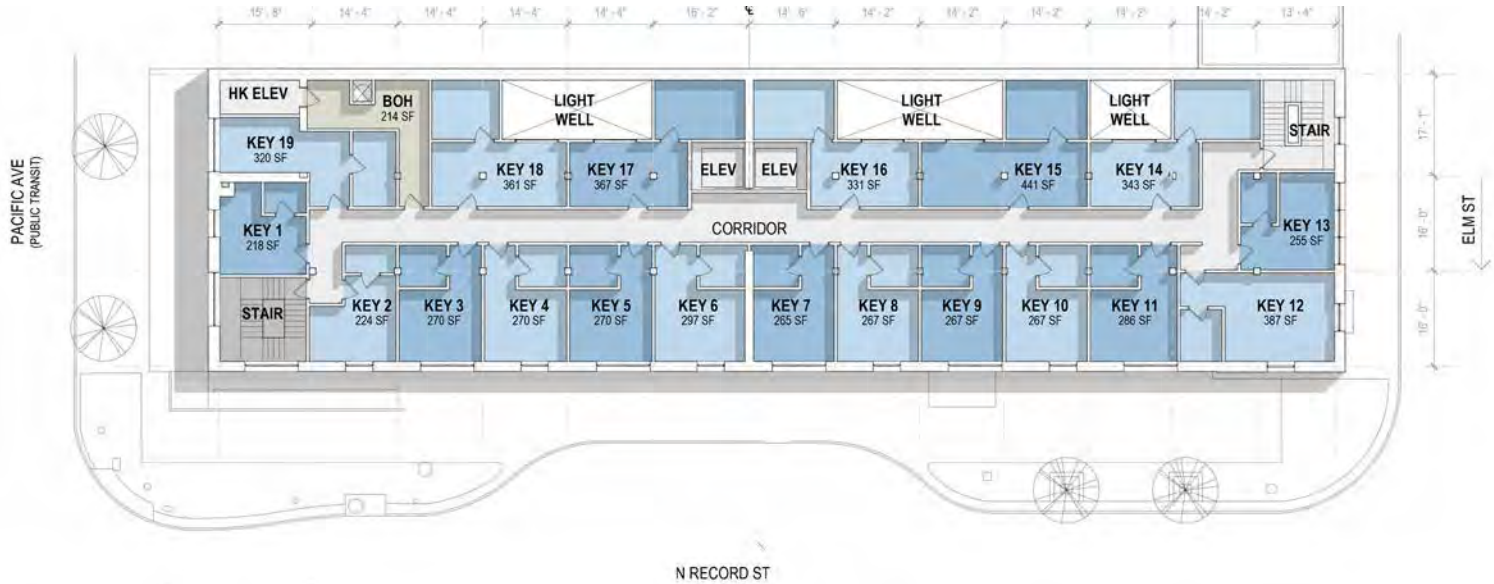 15'- 8"
14'- 4"
14'- 4"
14'- 4"
14'- 4"
16'- 2"
14'- 6"
14'- 2"
14'- 2"
14'- 2"
14'- 2"
13'- 4"
HK ELEV
BOH
214 SF
LIGHT
WELL
LIGHT
WELL
LIGHT
WELL
STAIR
KEY 19
320 SF
KEY 18
361 SF
KEY 17
367 SF
ELEV
ELEV
KEY 16
331 SF
KEY 15
441 SF
KEY 14
343 SF
17'- 1"
PACIFIC AVE
(PUBLIC TRANSIT)
KEY 1
218 SF
CORRIDOR
KEY 13
255 SF
16'- 0"
ELM ST
STAIR
KEY 2
224 SF
KEY 3
270 SF
KEY 4
270 SF
KEY 5
270 SF
KEY 6
297 SF
KEY 7
265 SF
KEY 8
267 SF
KEY 9
267 SF
KEY 10
267 SF
KEY 11
286 SF
KEY 12
387 SF
16'- 0"
N RECORD ST